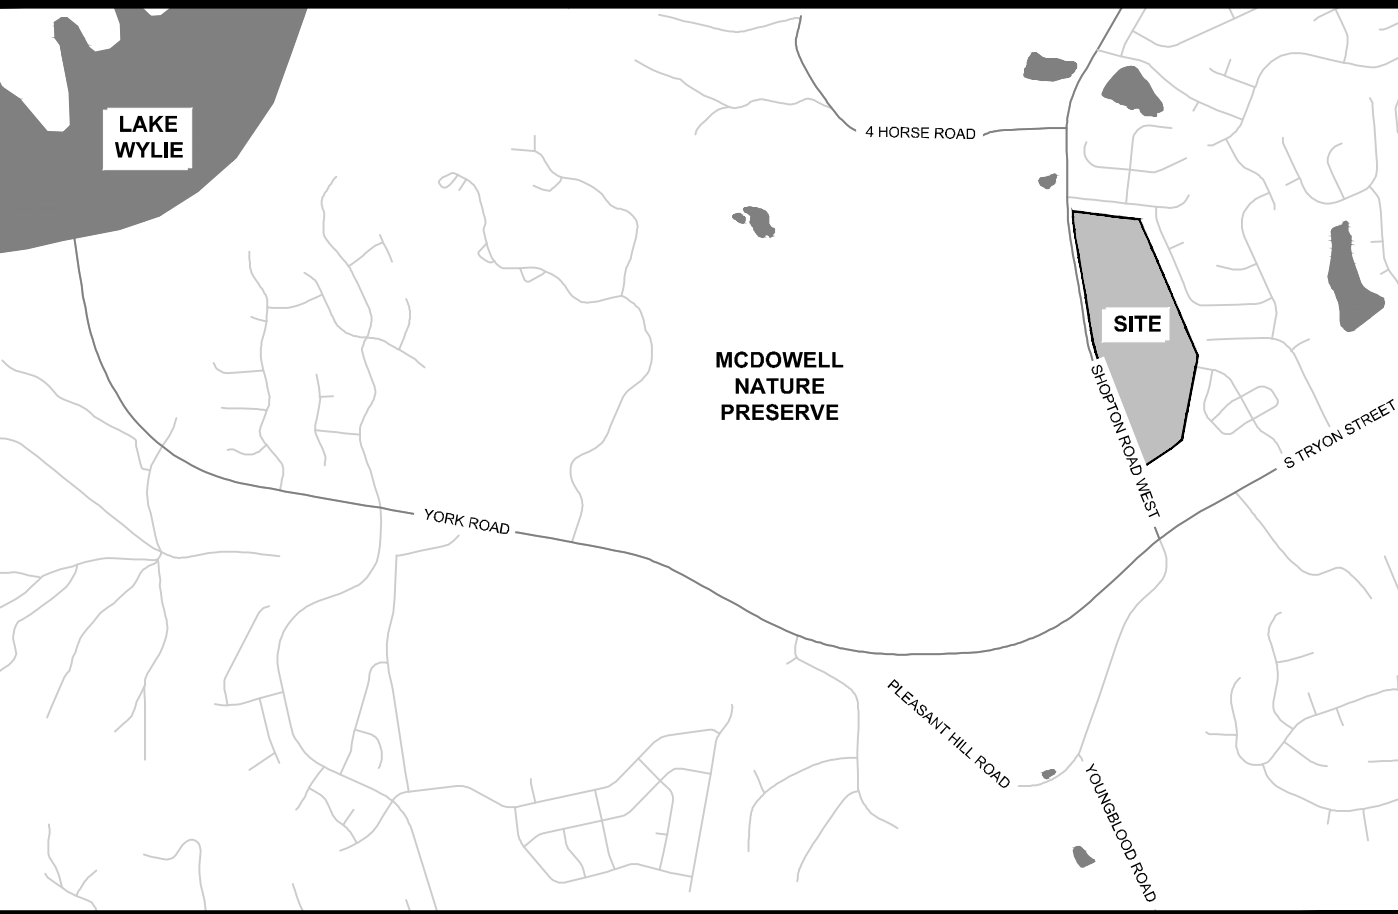 LAKE
WYLIE
4 HORSE ROAD
SITE
MCDOWELL
NATURE
PRESERVE
SHOPTON ROAD WEST
S TRYON STREET
YORK ROAD
PLEASANT HILL ROAD
YOUNGBLOOD ROAD